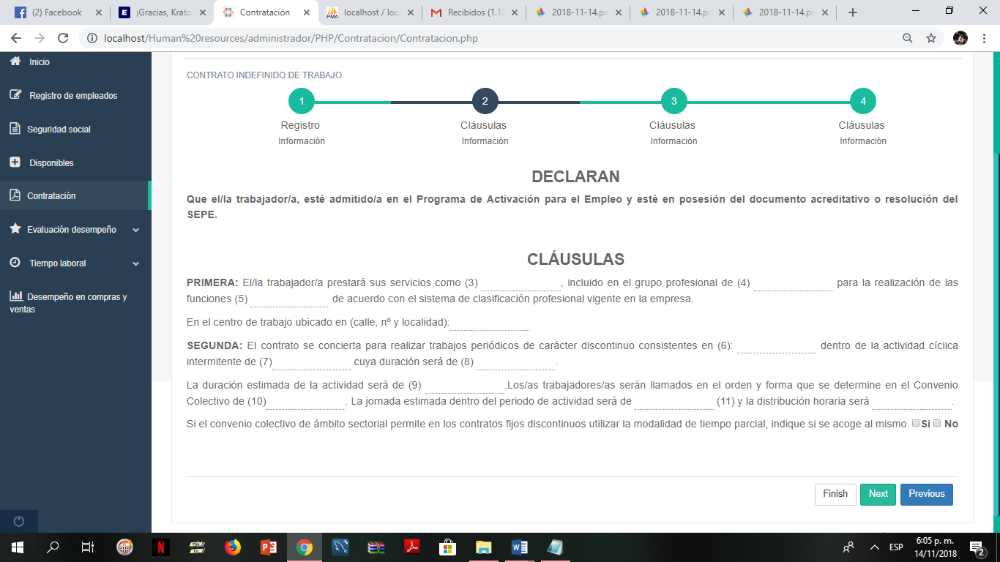 (2) Facebook
¡Gracias, Krato
Contratación
localhost / loca
Recibidos (1.12
2018-11-14.pn
2018-11-14.pn
2018-11-14.pn
localhost/Human%20resources/administrador/PHP/Contratacion/Contratacion.php
Inicio
Registro de empleados
Seguridad social
Disponibles
Contratación
Evaluación desempeño
Tiempo laboral
Desempeño en compras y
ventas
CONTRATO INDEFINIDO DE TRABAJO.
1 2 3 4
Registro Cláusulas Cláusulas Cláusulas
Información Información Información Información
DECLARAN
Que el/la trabajador/a, esté admitido/a en el Programa de Activación para el Empleo y esté en posesión del documento acreditativo o resolución del
SEPE.
CLÁUSULAS
PRIMERA: El/la trabajador/a prestará sus servicios como (3) , incluido en el grupo profesional de (4) para la realización de las
funciones (5) de acuerdo con el sistema de clasificación profesional vigente en la empresa.
En el centro de trabajo ubicado en (calle, nº y localidad):
SEGUNDA: El contrato se concierta para realizar trabajos periódicos de carácter discontinuo consistentes en (6): dentro de la actividad cíclica
intermitente de (7) cuya duración será de (8) .
La duración estimada de la actividad será de (9) .Los/as trabajadores/as serán llamados en el orden y forma que se determine en el Convenio
Colectivo de (10) . La jornada estimada dentro del periodo de actividad será de (11) y la distribución horaria será .
Si el convenio colectivo de ámbito sectorial permite en los contratos fijos discontinuos utilizar la modalidad de tiempo parcial, indique si se acoge al mismo. Si No
Finish Next Previous
ESP
6:05 p. m.
14/11/2018
2